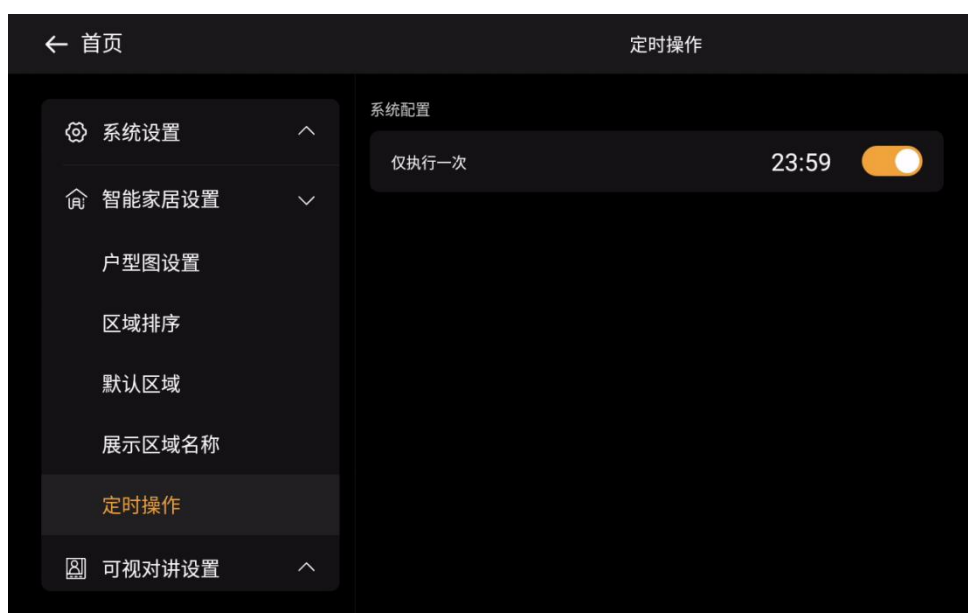 首页
定时操作
系统设置
智能家居设置
户型图设置
区域排序
默认区域
展示区域名称
定时操作
可视对讲设置
系统配置
仅执行一次 23:59